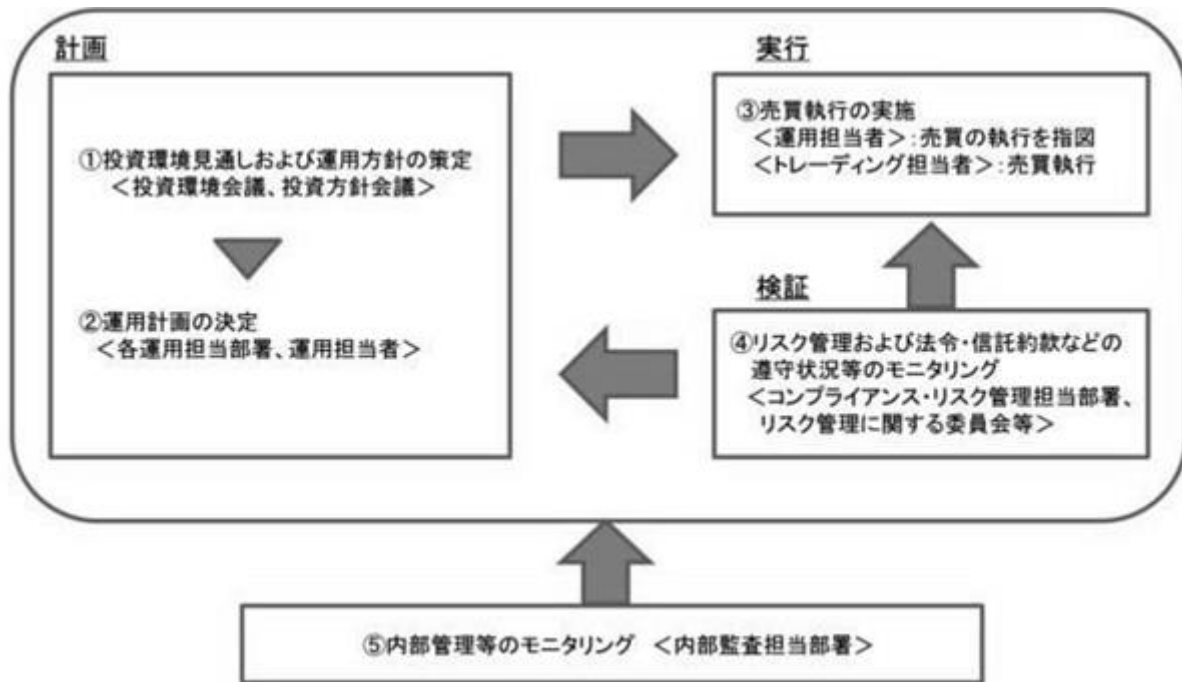 計画
①投資環境見通しおよび運用方針の策定
＜投資環境会議、投資方針会議＞
②運用計画の決定
＜各運用担当部署、運用担当者＞
実行
③売買執行の実施
＜運用担当者＞：売買の執行を指図
＜トレーディング担当者＞：売買執行
検証
④リスク管理および法令・信託約款などの
遵守状況等のモニタリング
＜コンプライアンス・リスク管理担当部署、
リスク管理に関する委員会等＞
⑤内部管理等のモニタリング　＜内部監査担当部署＞